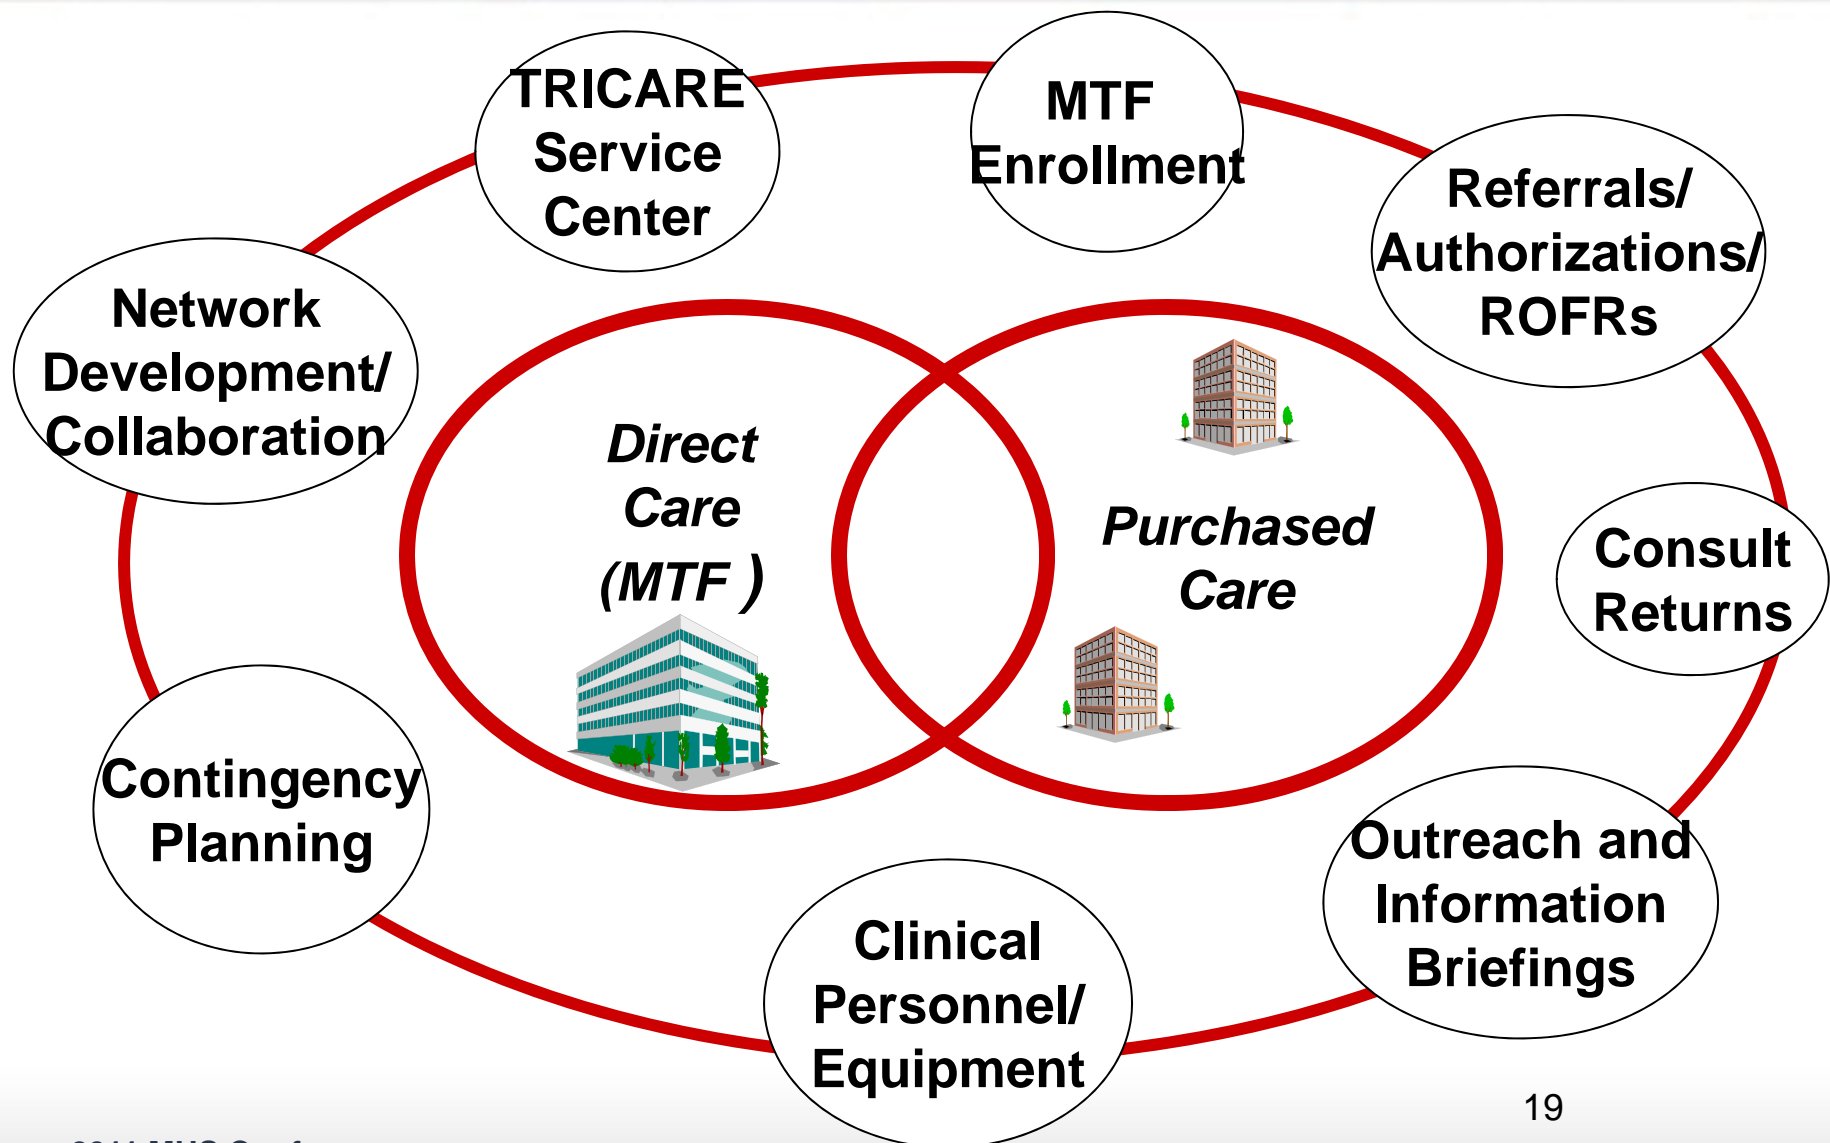 TRICARE
Service
Center
MTF
Enrollment
Referrals/
Authorizations/
ROFRs
Network
Development/
Collaboration
Direct
Care
(MTF )
Purchased
Care
Consult
Returns
Contingency
Planning
Outreach and
Information
Briefings
Clinical
Personnel/
Equipment
19